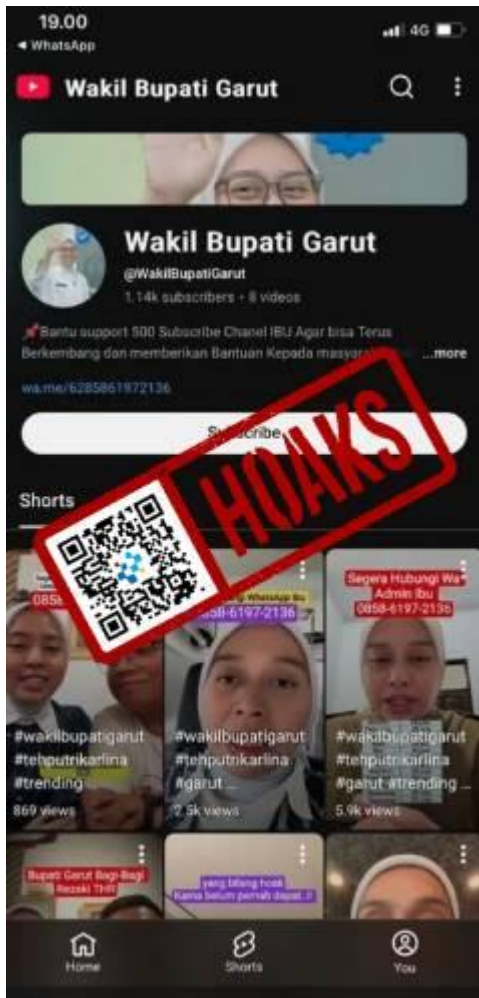 19.00
4G
◄ WhatsApp
Wakil Bupati Garut
Wakil Bupati Garut
@WakilBupatiGarut
1.14k subscribers • 8 videos
📌Bantu support 500 Subscribe Chanel IBU Agar bisa Terus
Berkembang dan memberikan Bantuan Kepada ...more
wa.me/6285861972136
Subscribe
HOAKS
Shorts
WhatsApp Ibu
0858-6197-2136
Segera Hubungi Wa
Admin Ibu
0858-6197-2136
#wakilbupatigarut
#tehputrikarlina
#trending
869 views
#wakilbupatigarut
#tehputrikarlina
#garut ...
2.5k views
#wakilbupatigarut
#tehputrikarlina
#garut #trending ...
5.9k views
Bupati Garut Bagi-Bagi
Rezeki THR
yang bilang hoak
Karna belum pernah dapat..!!
Home
Shorts
You